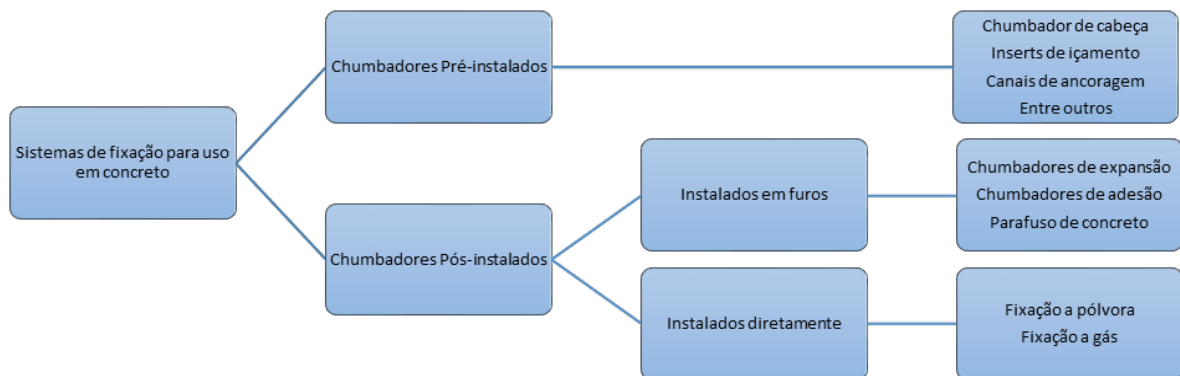 Sistemas de fixação para uso
em concreto
Chumbadores Pré-instalados
Chumbador de cabeça
Inserts de içamento
Canais de ancoragem
Entre outros
Chumbadores Pós-instalados
Instalados em furos
Chumbadores de expansão
Chumbadores de adesão
Parafuso de concreto
Instalados diretamente
Fixação a pólvora
Fixação a gás